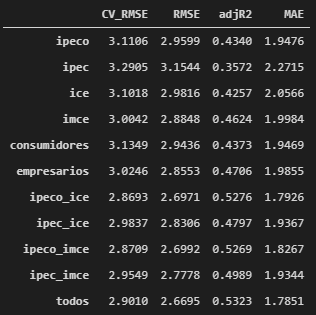 CV_RMSE RMSE adjR2 MAE
ipeco 3.1106 2.9599 0.4340 1.9476
ipec 3.2905 3.1544 0.3572 2.2715
ice 3.1018 2.9816 0.4257 2.0566
imce 3.0042 2.8848 0.4624 1.9984
consumidores 3.1349 2.9436 0.4373 1.9469
empresarios 3.0246 2.8553 0.4706 1.9855
ipeco_ice 2.8693 2.6971 0.5276 1.7926
ipec_ice 2.9837 2.8306 0.4797 1.9367
ipeco_imce 2.8709 2.6992 0.5269 1.8267
ipec_imce 2.9549 2.7778 0.4989 1.9344
todos 2.9010 2.6695 0.5323 1.7851